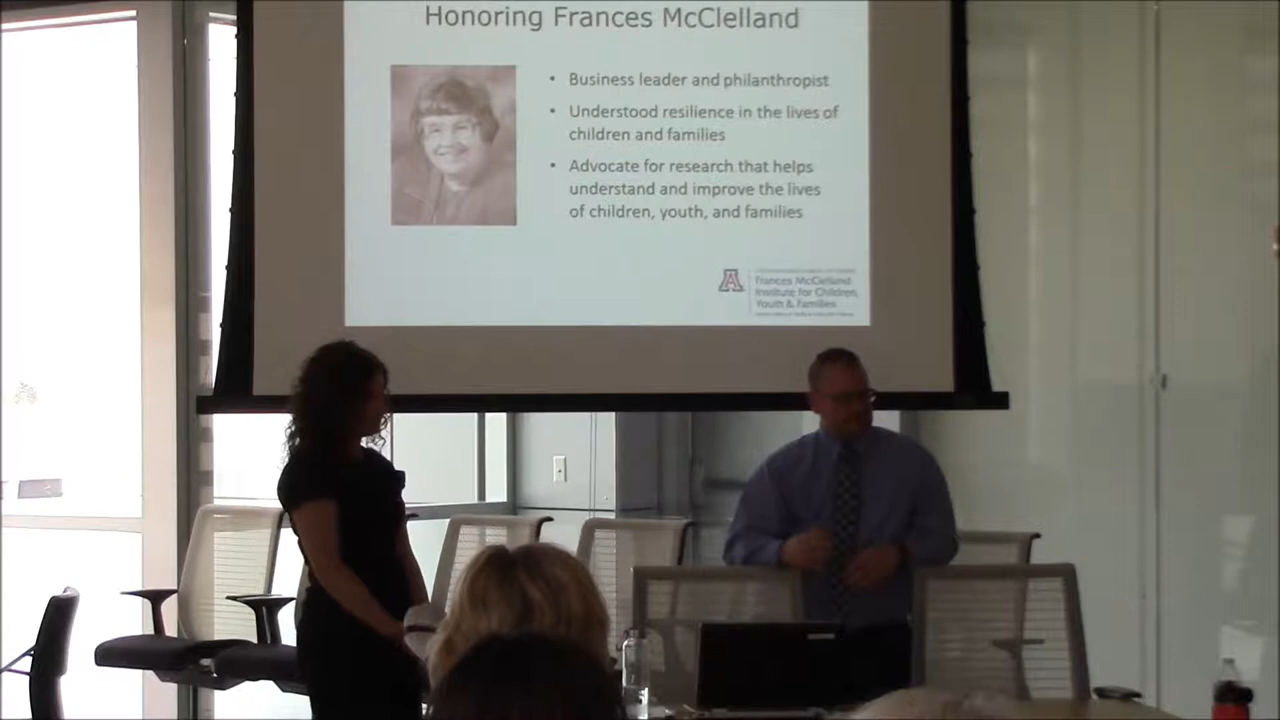 Honoring Frances McClelland
• Business leader and philanthropist
• Understood resilience in the lives of
children and families
• Advocate for research that helps
understand and improve the lives
of children, youth, and families
A
Frances McClelland
Institute for Children,
Youth & Families